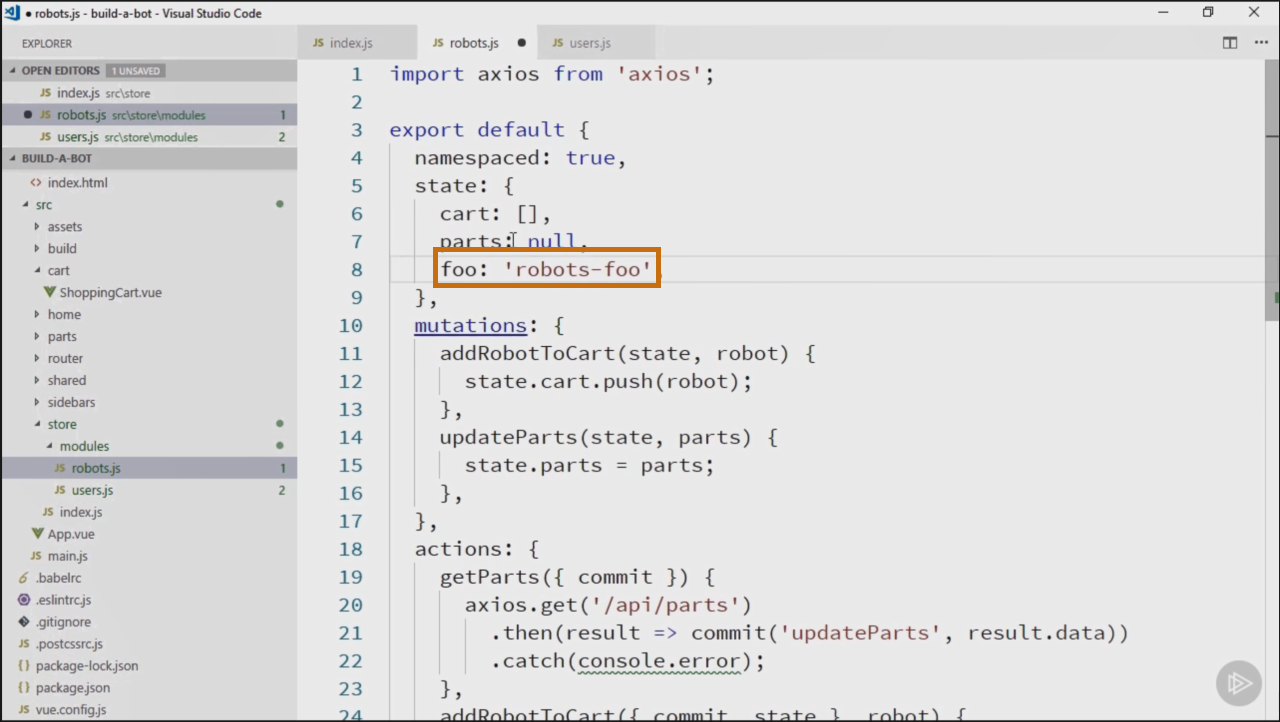 robots.js - build-a-bot - Visual Studio Code
EXPLORER
OPEN EDITORS 1 UNSAVED
JS index.js src\store
JS robots.js src\store\modules 1
JS users.js src\store\modules 2
BUILD-A-BOT
<> index.html
src
assets
build
cart
ShoppingCart.vue
home
parts
router
shared
sidebars
store
modules
JS robots.js 1
JS users.js 2
JS index.js
App.vue
JS main.js
.babelrc
.eslintrc.js
.gitignore
JS .postcssrc.js
{} package-lock.json
{} package.json
JS vue.config.js
JS index.js
JS robots.js
JS users.js
1 import axios from 'axios';
2
3 export default {
4 namespaced: true,
5 state: {
6 cart: [],
7 parts: null,
8 foo: 'robots-foo'
9 },
10 mutations: {
11 addRobotToCart(state, robot) {
12 state.cart.push(robot);
13 },
14 updateParts(state, parts) {
15 state.parts = parts;
16 },
17 },
18 actions: {
19 getParts({ commit }) {
20 axios.get('/api/parts')
21 .then(result => commit('updateParts', result.data))
22 .catch(console.error);
23 },
24 addRobotToCart({ commit, state }, robot) {